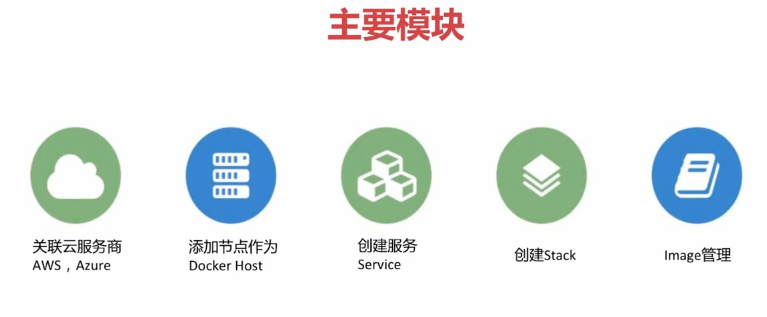 主要模块
关联云服务商
AWS，Azure
添加节点作为
Docker Host
创建服务
Service
创建Stack
Image管理